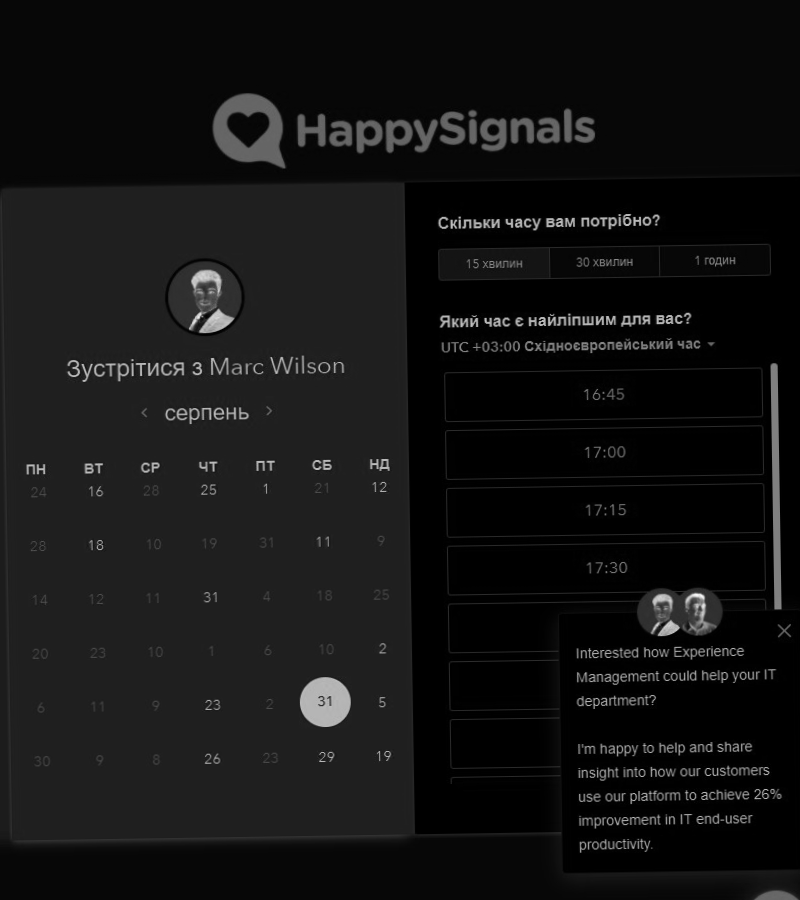 HappySignals
Зустрітися з Marc Wilson
серпень
ПН ВТ СР ЧТ ПТ СБ НД
24 16 28 25 1 21 12
28 18 10 19 31 11 9
14 12 11 31 4 18 25
20 23 10 1 6 10 2
6 11 9 23 2 31 5
30 9 8 26 23 29 19
Скільки часу вам потрібно?
15 хвилин 30 хвилин 1 годин
Який час є найліпшим для вас?
UTC +03:00 Східноєвропейський час
16:45
17:00
17:15
17:30
Interested how Experience
Management could help your IT
department?
I'm happy to help and share
insight into how our customers
use our platform to achieve 26%
improvement in IT end-user
productivity.